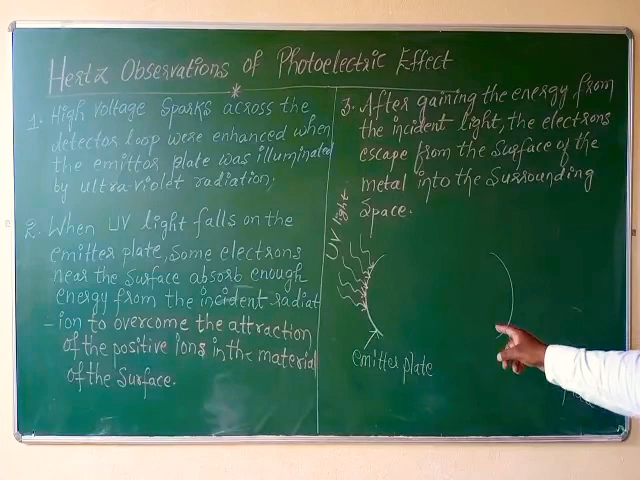 Hertz Observations of Photoelectric Effect
1. High voltage sparks across the
detector loop were enhanced when
the emittor plate was illuminated
by ultra-violet radiation;
2. When UV light falls on the
emitter plate, some electrons
near the surface absorb enough
energy from the incident radiat
-ion to overcome the attraction
of the positive ions in the material
of the surface.
3. After gaining the energy from
the incident light, the electrons
escape from the surface of the
metal into the surrounding
space.
UV light
emitter plate